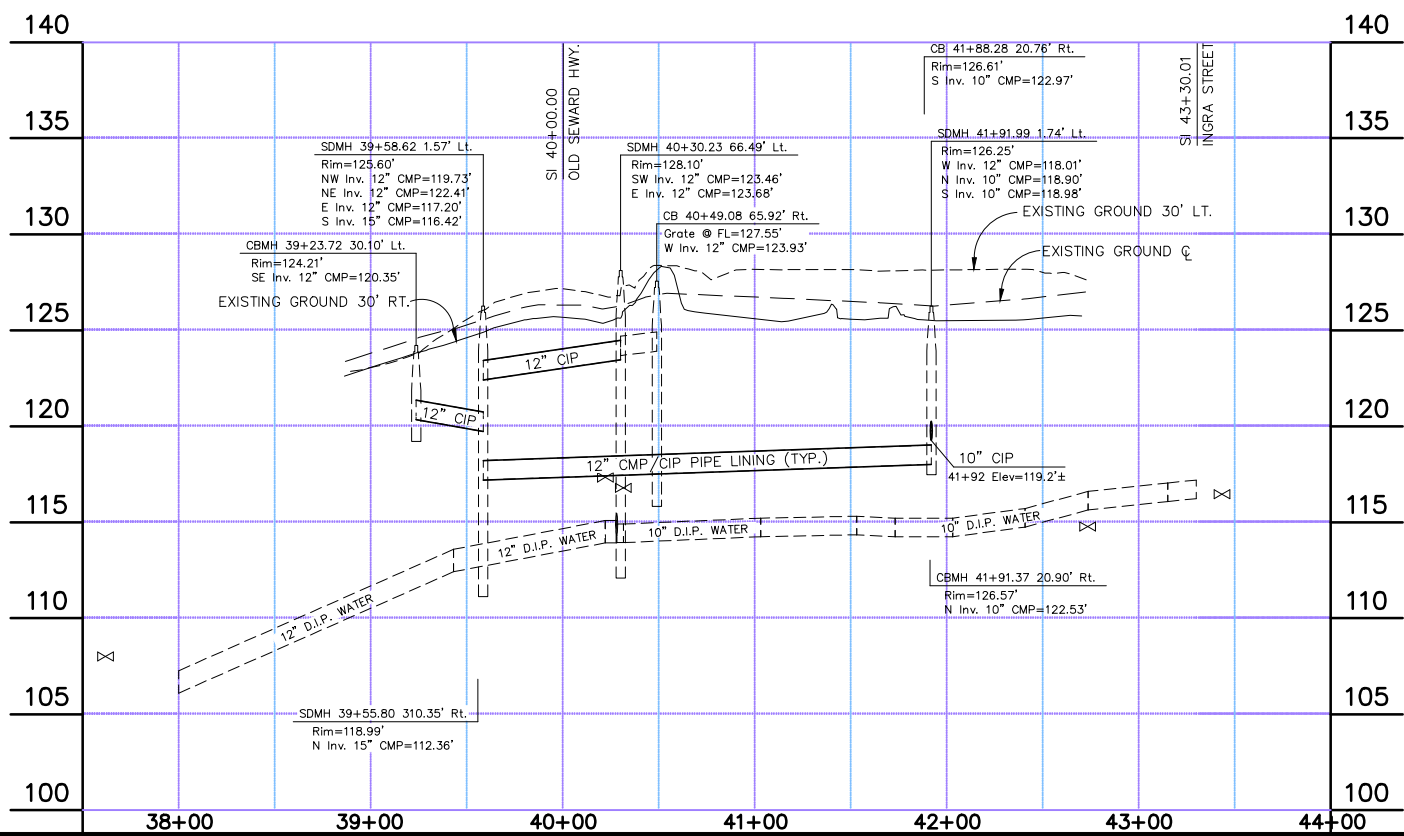 140
140
CB 41+88.28 20.76' Rt.
Rim=126.61'
S Inv. 10" CMP=122.97'
SI 40+00.00
OLD SEWARD HWY.
SI 43+30.01
INGRA STREET
135
135
SDMH 39+58.62 1.57' Lt.
Rim=125.60'
NW Inv. 12" CMP=119.73'
NE Inv. 12" CMP=122.41'
E Inv. 12" CMP=117.20'
S Inv. 15" CMP=116.42'
SDMH 40+30.23 66.49' Lt.
Rim=128.10'
SW Inv. 12" CMP=123.46'
E Inv. 12" CMP=123.68'
SDMH 41+91.99 1.74' Lt.
Rim=126.25'
W Inv. 12" CMP=118.01'
N Inv. 10" CMP=118.90'
S Inv. 10" CMP=118.98'
CB 40+49.08 65.92' Rt.
Grate @ FL=127.55'
W Inv. 12" CMP=123.93'
EXISTING GROUND 30' LT.
130
130
CBMH 39+23.72 30.10' Lt.
Rim=124.21'
SE Inv. 12" CMP=120.35'
EXISTING GROUND ℄
EXISTING GROUND 30' RT.
125
125
12" CIP
120
120
12" CIP
12" CMP/CIP PIPE LINING (TYP.)
10" CIP
41+92 Elev=119.2'±
115
115
12" D.I.P. WATER
10" D.I.P. WATER
10" D.I.P. WATER
CBMH 41+91.37 20.90' Rt.
Rim=126.57'
N Inv. 10" CMP=122.53'
110
110
12" D.I.P. WATER
105
105
SDMH 39+55.80 310.35' Rt.
Rim=118.99'
N Inv. 15" CMP=112.36'
100
100
38+00 39+00 40+00 41+00 42+00 43+00 44+00